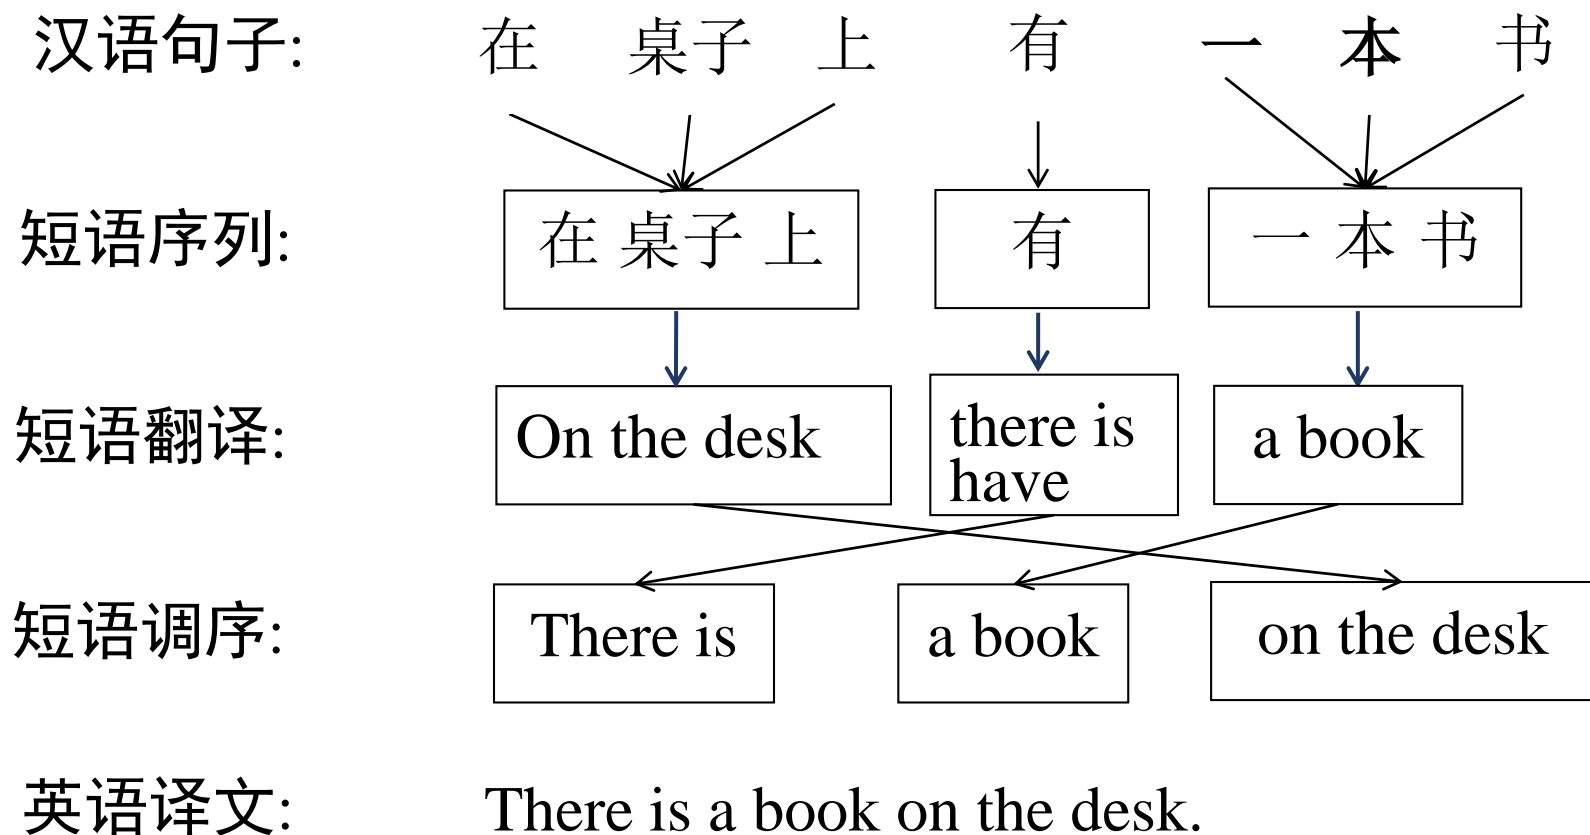 汉语句子: 在 桌子 上 有 一 本 书
短语序列: 在 桌子 上 有 一 本 书
短语翻译: On the desk there is have a book
短语调序: There is a book on the desk
英语译文: There is a book on the desk.